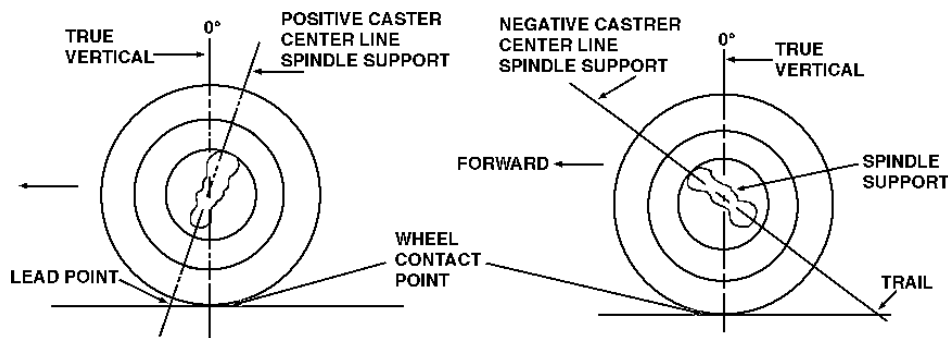 0°
TRUE
VERTICAL
POSITIVE CASTER
CENTER LINE
SPINDLE SUPPORT
LEAD POINT
WHEEL
CONTACT
POINT
NEGATIVE CASTRER
CENTER LINE
SPINDLE SUPPORT
0°
TRUE
VERTICAL
FORWARD
SPINDLE
SUPPORT
TRAIL